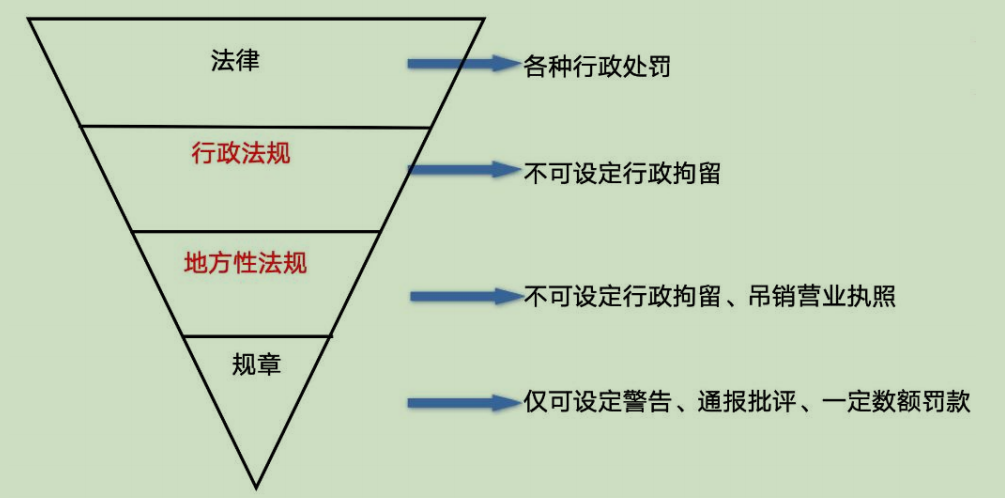 法律
各种行政处罚
行政法规
不可设定行政拘留
地方性法规
不可设定行政拘留、吊销营业执照
规章
仅可设定警告、通报批评、一定数额罚款